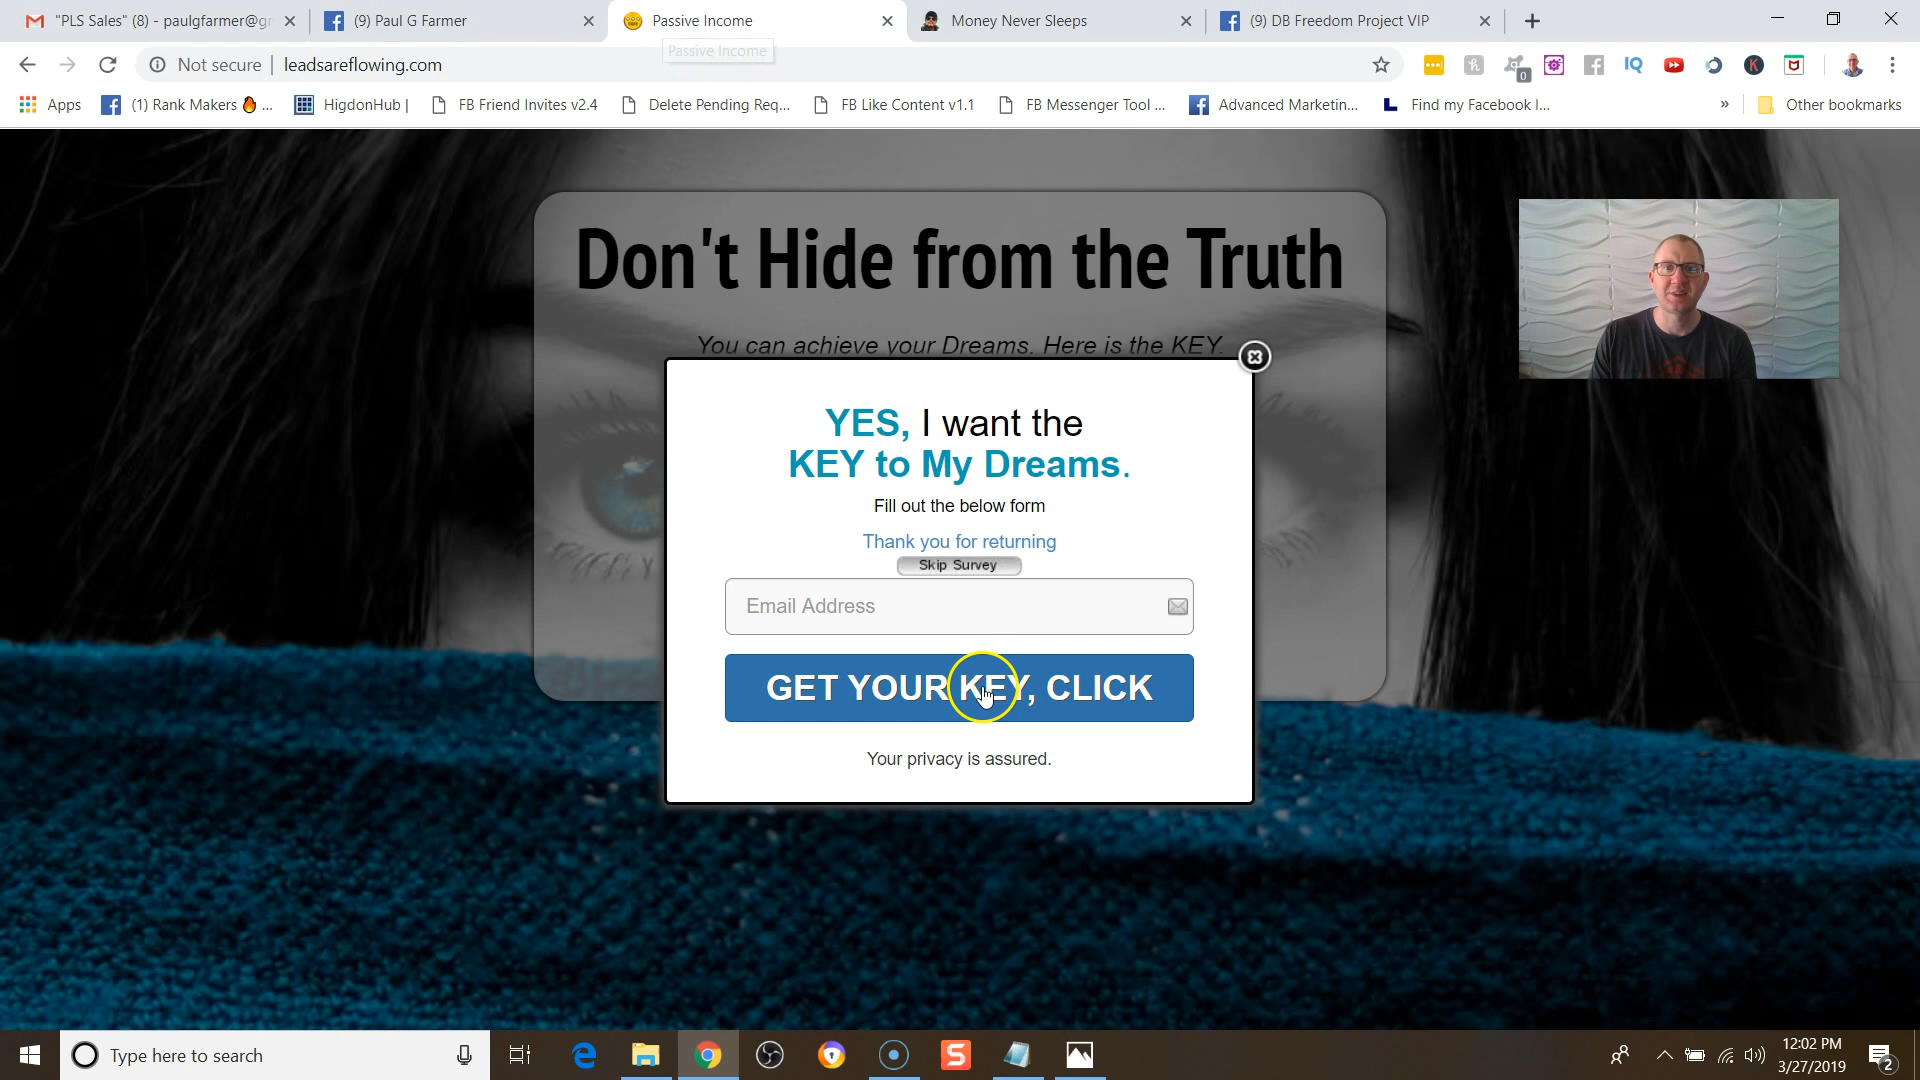 "PLS Sales" (8) - paulgfarmer@gr
(9) Paul G Farmer
Passive Income
Money Never Sleeps
(9) DB Freedom Project VIP
Passive Income
Not secure | leadsareflowing.com
0
IQ
K
Apps
(1) Rank Makers 🔥 ...
HigdonHub |
FB Friend Invites v2.4
Delete Pending Req...
FB Like Content v1.1
FB Messenger Tool ...
Advanced Marketin...
L Find my Facebook I...
»
Other bookmarks
Don't Hide from the Truth
You can achieve your Dreams. Here is the KEY.
YES, I want the
KEY to My Dreams.
Fill out the below form
Thank you for returning
Skip Survey
Email Address
GET YOUR KEY, CLICK
Your privacy is assured.
Type here to search
S
12:02 PM
3/27/2019
2